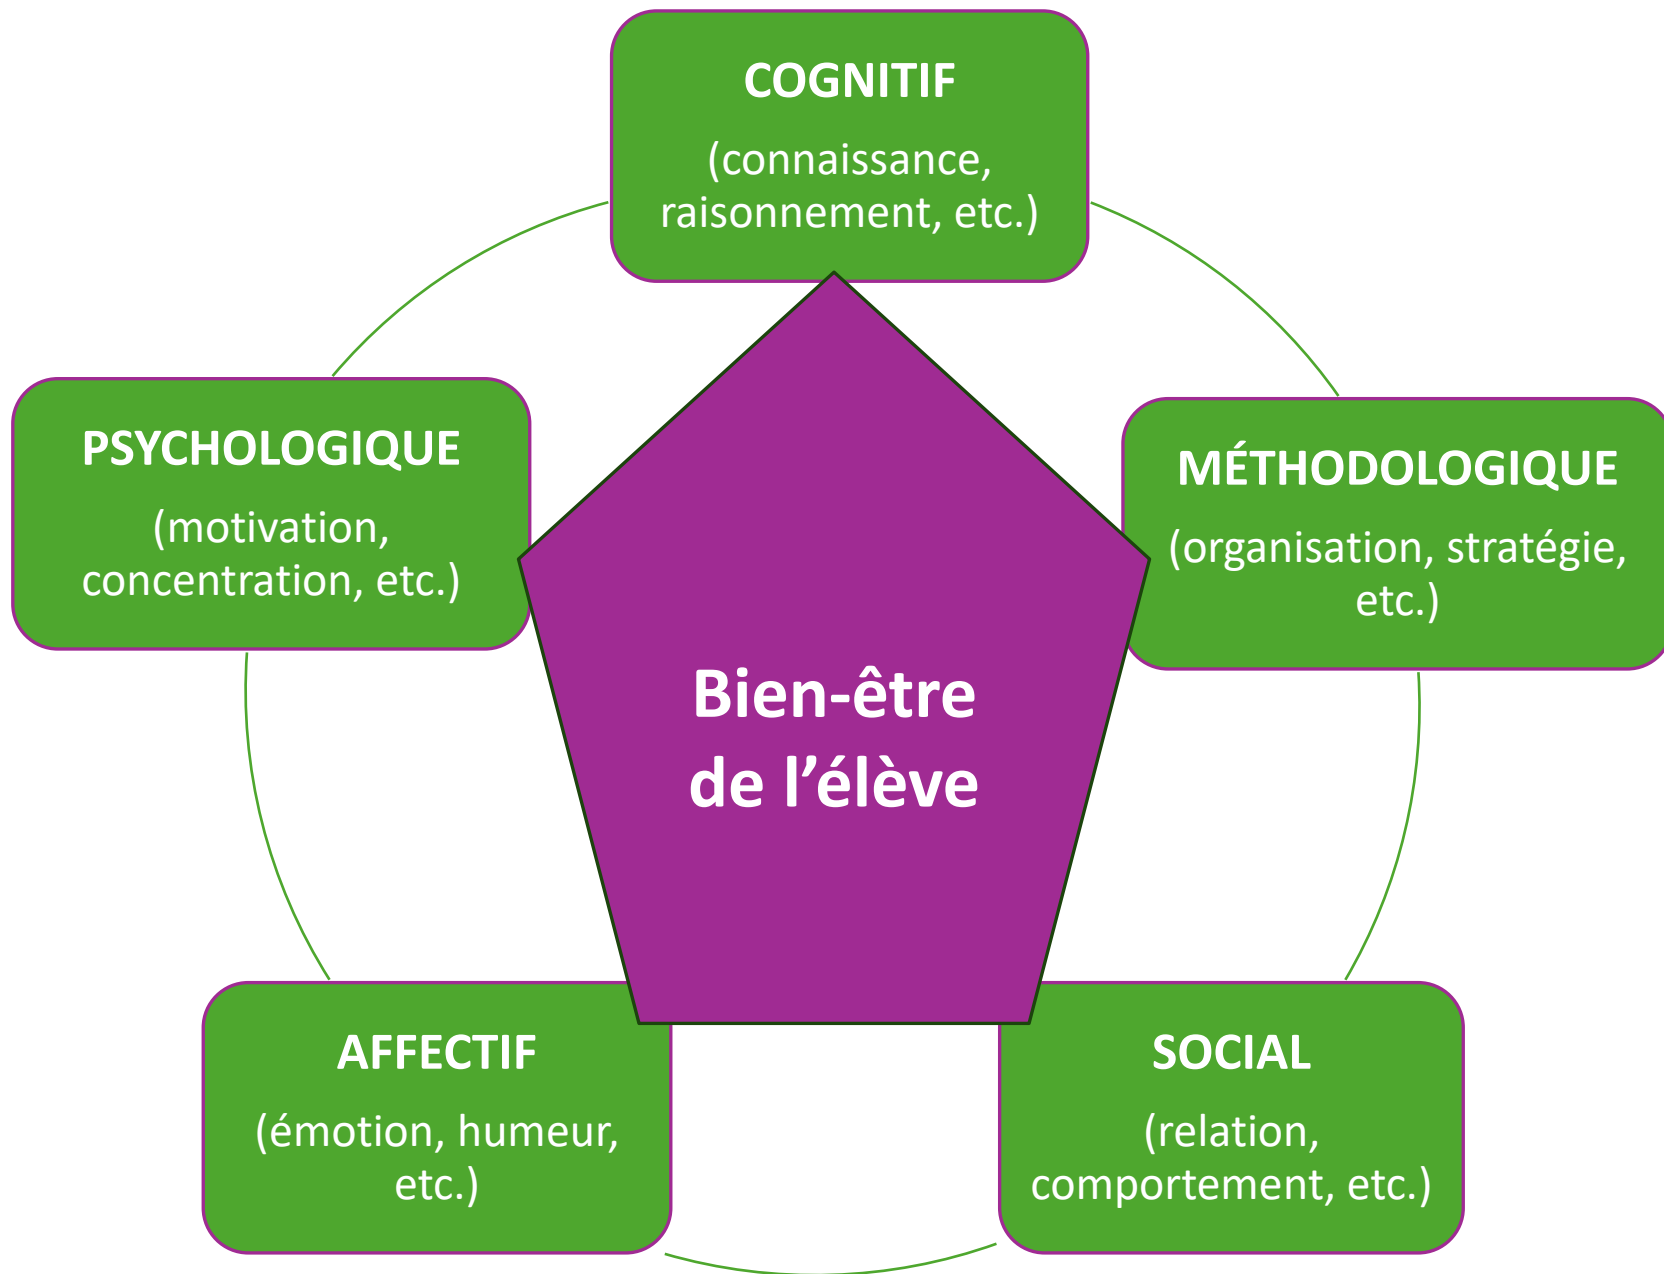 COGNITIF
(connaissance,
raisonnement, etc.)
PSYCHOLOGIQUE
(motivation,
concentration, etc.)
MÉTHODOLOGIQUE
(organisation, stratégie,
etc.)
Bien-être
de l’élève
AFFECTIF
(émotion, humeur,
etc.)
SOCIAL
(relation,
comportement, etc.)